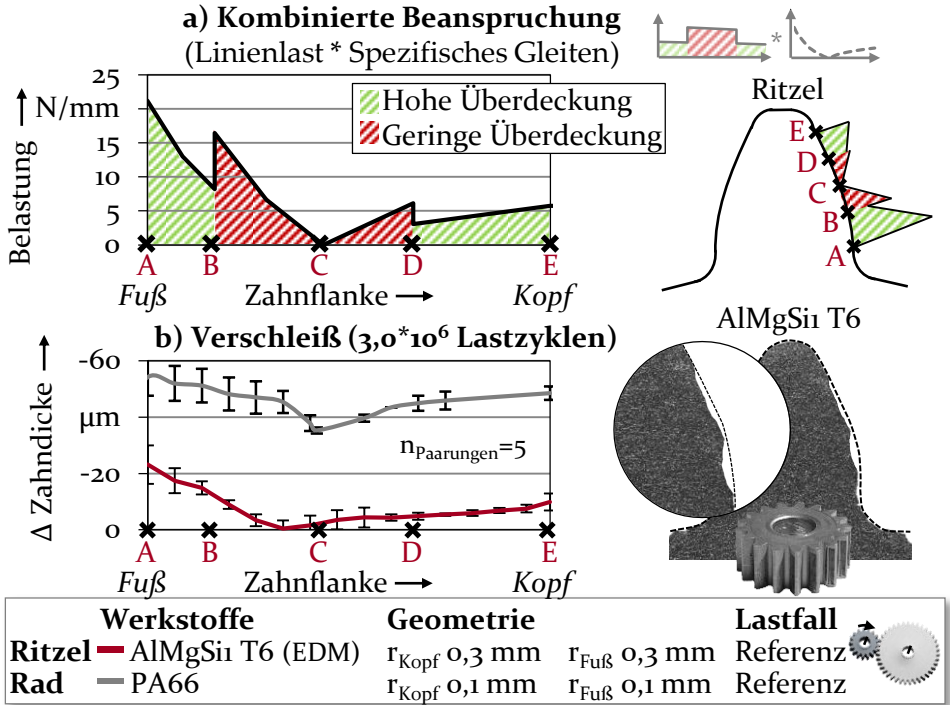 a) Kombinierte Beanspruchung
(Linienlast * Spezifisches Gleiten)
*
Belastung
25
N/mm
15
10
5
0
Hohe Überdeckung
Geringe Überdeckung
A B C D E
Fuß Zahnflanke Kopf
Ritzel
E
D
C
B
A
b) Verschleiß (3,0*10⁶ Lastzyklen)
Δ Zahndicke
-60
µm
-20
0
nPaarungen=5
A B C D E
Fuß Zahnflanke Kopf
AlMgSi1 T6
Werkstoffe Geometrie Lastfall
Ritzel AlMgSi1 T6 (EDM) rKopf 0,3 mm rFuß 0,3 mm Referenz
Rad PA66 rKopf 0,1 mm rFuß 0,1 mm Referenz